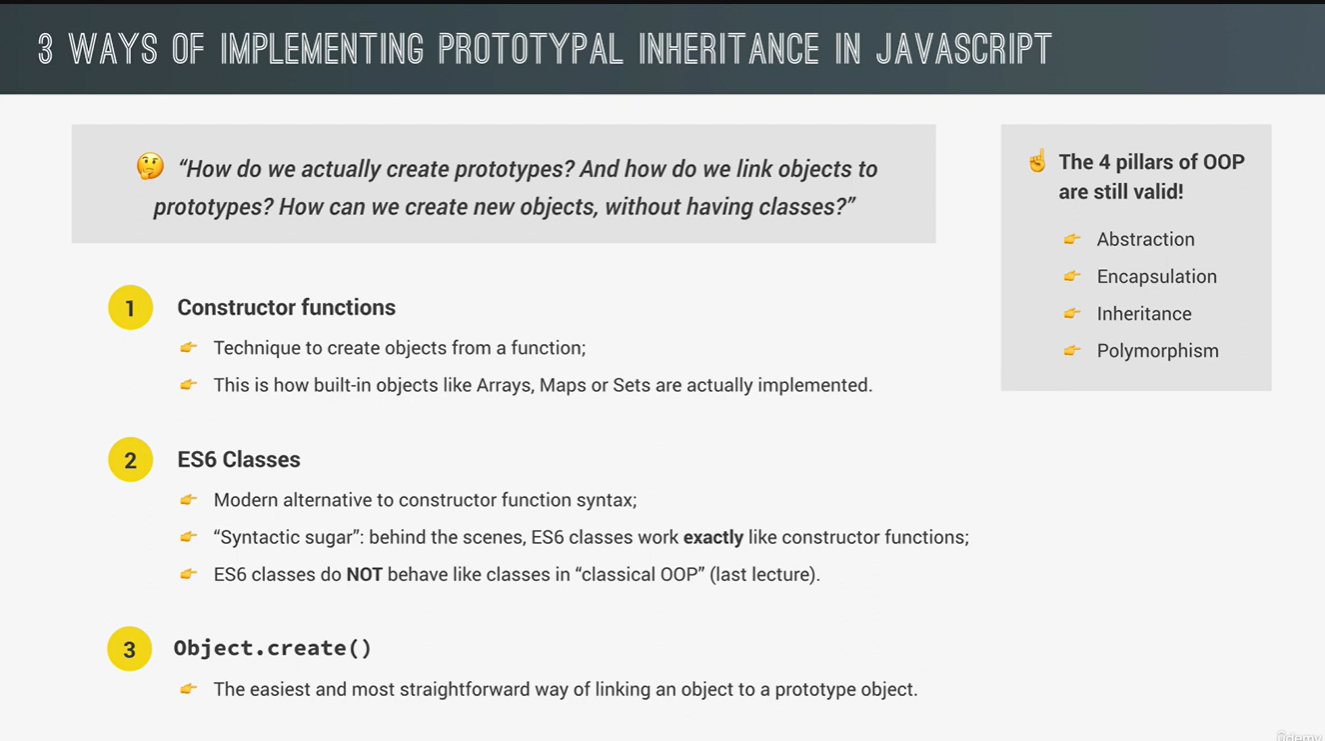 3 WAYS OF IMPLEMENTING PROTOTYPAL INHERITANCE IN JAVASCRIPT
🤔 “How do we actually create prototypes? And how do we link objects to
prototypes? How can we create new objects, without having classes?”
1 Constructor functions
👉 Technique to create objects from a function;
👉 This is how built-in objects like Arrays, Maps or Sets are actually implemented.
2 ES6 Classes
👉 Modern alternative to constructor function syntax;
👉 “Syntactic sugar”: behind the scenes, ES6 classes work exactly like constructor functions;
👉 ES6 classes do NOT behave like classes in “classical OOP” (last lecture).
3 Object.create()
👉 The easiest and most straightforward way of linking an object to a prototype object.
☝️ The 4 pillars of OOP
are still valid!
👉 Abstraction
👉 Encapsulation
👉 Inheritance
👉 Polymorphism
ûdemy